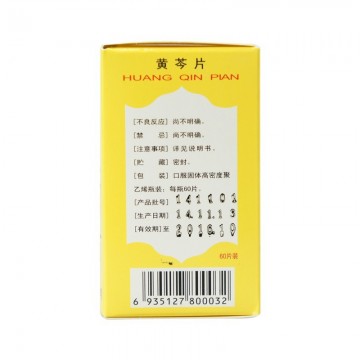 黄芩片
HUANG QIN PIAN
[不良反应] 尚不明确。
[禁 忌] 尚不明确。
[注意事项] 详见说明书。
[贮 藏] 密封。
[包 装] 口服固体高密度聚
乙烯瓶装：每瓶60片。
[产品批号] 141101
[生产日期] 14.11.13
[有效期] 至 201610
60片装
6 935127 800032